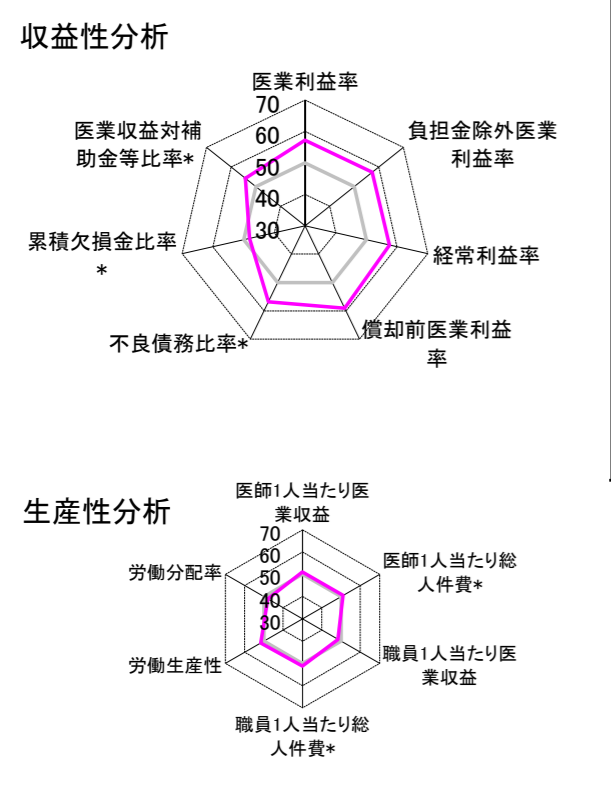 収益性分析
医業利益率
70
60
50
40
30
負担金除外医業
利益率
経常利益率
償却前医業利益
率
不良債務比率*
累積欠損金比率
*
医業収益対補
助金等比率*
生産性分析
医師1人当たり医
業収益
70
60
50
40
30
医師1人当たり総
人件費*
職員1人当たり医
業収益
職員1人当たり総
人件費*
労働生産性
労働分配率